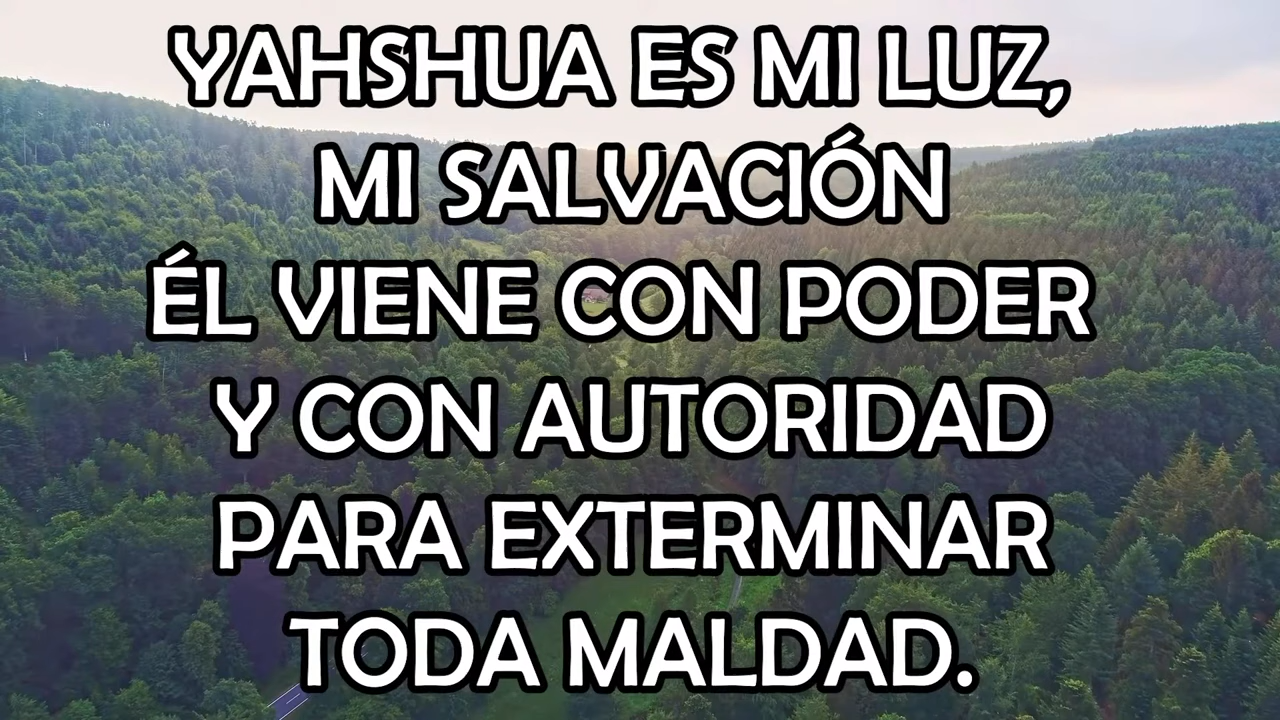 YAHSHUA ES MI LUZ,
MI SALVACIÓN
ÉL VIENE CON PODER
Y CON AUTORIDAD
PARA EXTERMINAR
TODA MALDAD.